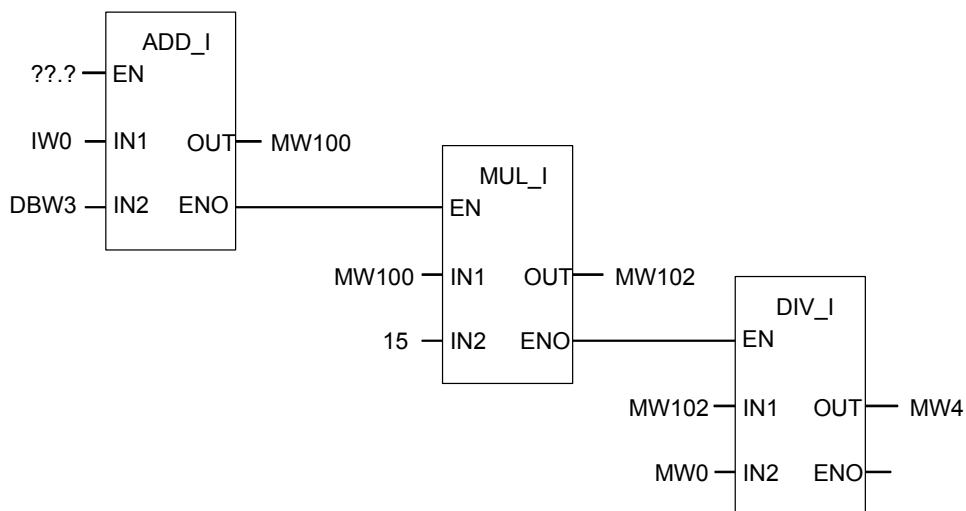 ADD_I
??.? EN
IW0 IN1 OUT MW100
DBW3 IN2 ENO
MUL_I
EN
MW100 IN1 OUT MW102
15 IN2 ENO
DIV_I
EN
MW102 IN1 OUT MW4
MW0 IN2 ENO